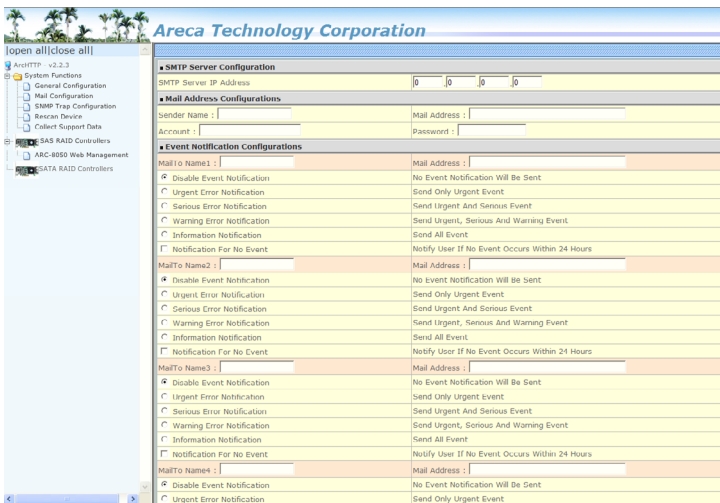 Areca Technology Corporation
|open all|close all|
ArcHTTP - v2.2.3
System Functions
General Configuration
Mail Configuration
SNMP Trap Configuration
Rescan Device
Collect Support Data
SAS RAID Controllers
ARC-8050 Web Management
SATA RAID Controllers
SMTP Server Configuration
SMTP Server IP Address 0 .0 .0 .0
Mail Address Configurations
Sender Name : Mail Address :
Account : Password :
Event Notification Configurations
MailTo Name1 : Mail Address :
Disable Event Notification No Event Notification Will Be Sent
Urgent Error Notification Send Only Urgent Event
Serious Error Notification Send Urgent And Serious Event
Warning Error Notification Send Urgent, Serious And Warning Event
Information Notification Send All Event
Notification For No Event Notify User If No Event Occurs Within 24 Hours
MailTo Name2 : Mail Address :
Disable Event Notification No Event Notification Will Be Sent
Urgent Error Notification Send Only Urgent Event
Serious Error Notification Send Urgent And Serious Event
Warning Error Notification Send Urgent, Serious And Warning Event
Information Notification Send All Event
Notification For No Event Notify User If No Event Occurs Within 24 Hours
MailTo Name3 : Mail Address :
Disable Event Notification No Event Notification Will Be Sent
Urgent Error Notification Send Only Urgent Event
Serious Error Notification Send Urgent And Serious Event
Warning Error Notification Send Urgent, Serious And Warning Event
Information Notification Send All Event
Notification For No Event Notify User If No Event Occurs Within 24 Hours
MailTo Name4 : Mail Address :
Disable Event Notification No Event Notification Will Be Sent
Urgent Error Notification Send Only Urgent Event